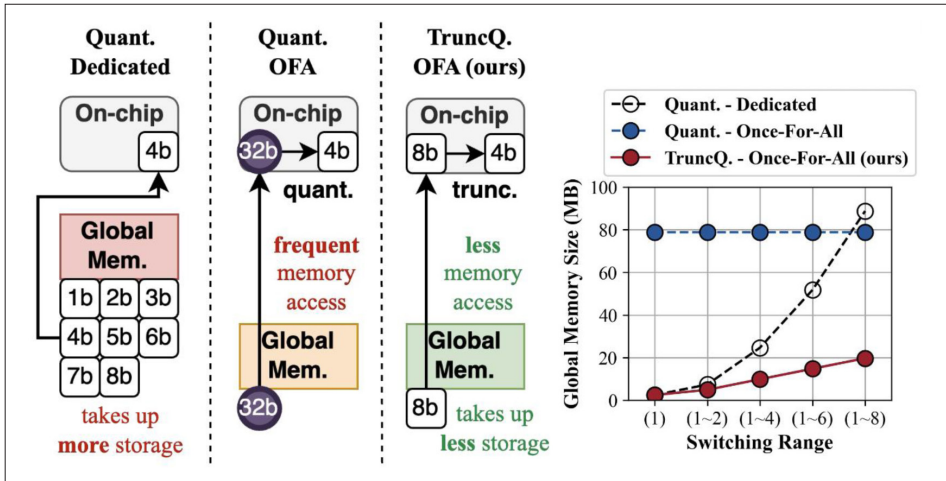 Quant.
Dedicated
On-chip
4b
Global
Mem.
1b 2b 3b
4b 5b 6b
7b 8b
takes up
more storage
Quant.
OFA
On-chip
32b 4b
quant.
frequent
memory
access
Global
Mem.
32b
TruncQ.
OFA (ours)
On-chip
8b 4b
trunc.
less
memory
access
Global
Mem.
8b
takes up
less storage
Quant. - Dedicated
Quant. - Once-For-All
TruncQ. - Once-For-All (ours)
Global Memory Size (MB)
100
80
60
40
20
0
(1) (1~2) (1~4) (1~6) (1~8)
Switching Range